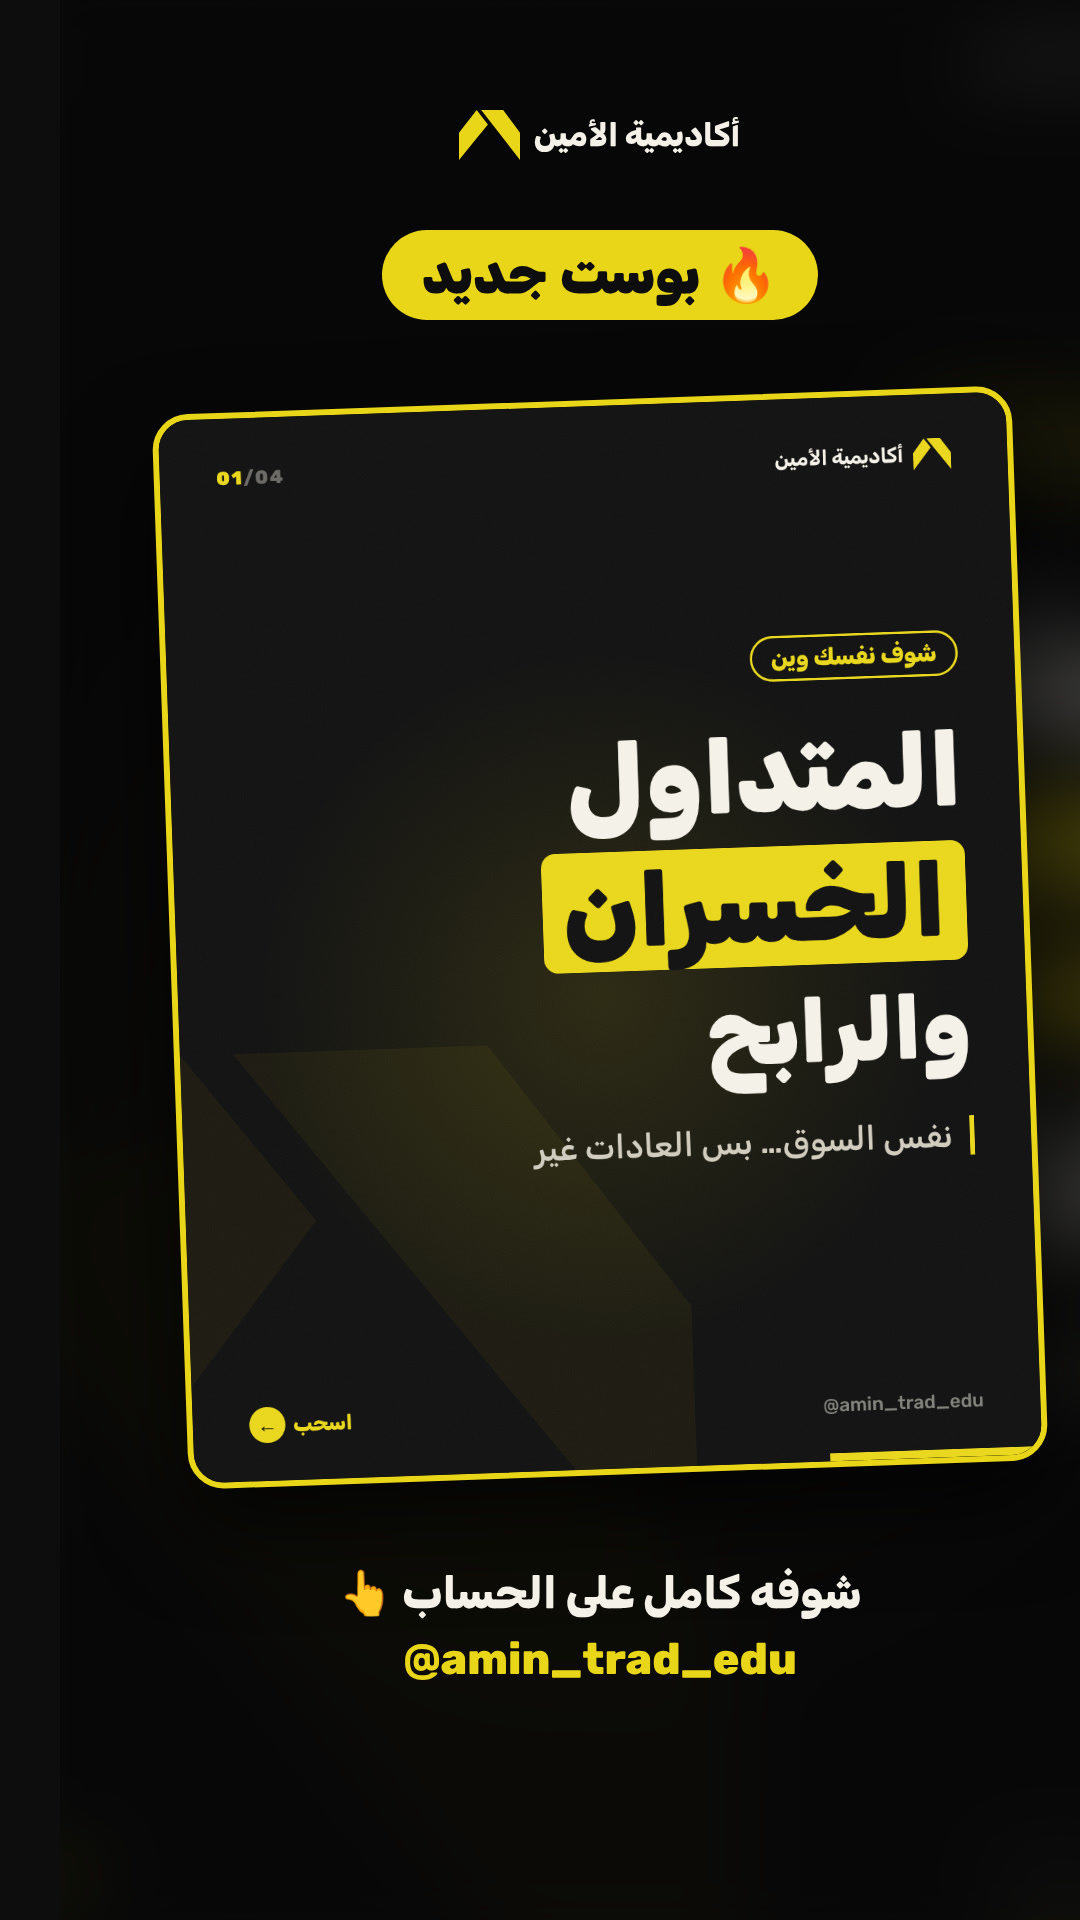 أكاديمية الأمين
🔥 بوست جديد
أكاديمية الأمين
01/04
شوف نفسك وين
المتداول
الخسران
والرابح
نفس السوق... بس العادات غير
@amin_trad_edu
اسحب ←
شوفه كامل على الحساب 👆
@amin_trad_edu